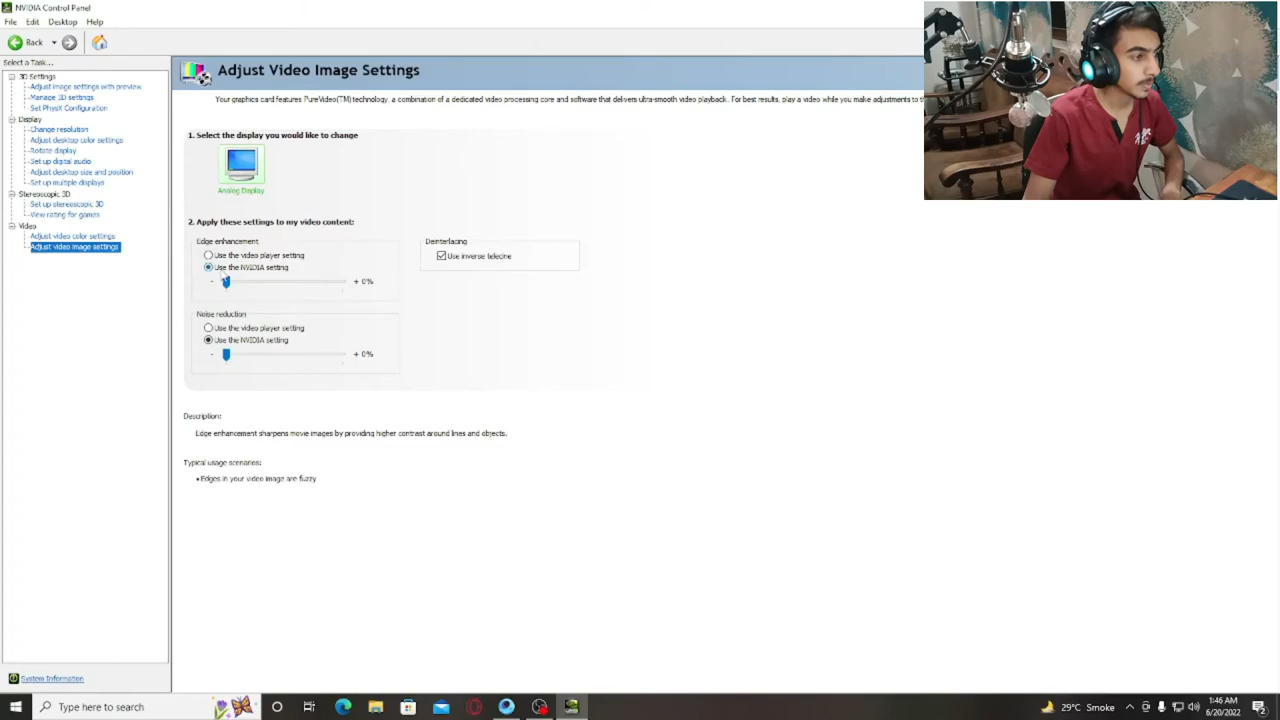 NVIDIA Control Panel
File Edit Desktop Help
Back
Select a Task...
3D Settings
Adjust image settings with preview
Manage 3D settings
Set PhysX Configuration
Display
Change resolution
Adjust desktop color settings
Rotate display
Set up digital audio
Adjust desktop size and position
Set up multiple displays
Stereoscopic 3D
Set up stereoscopic 3D
View rating for games
Video
Adjust video color settings
Adjust video image settings
System Information
Adjust Video Image Settings
Your graphics card features PureVideo(TM) technology, a combination of a dedicated video processing core and software that delivers ultra-smooth video playback. For best results, play a video while you make adjustments to
1. Select the display you would like to change
Analog Display
2. Apply these settings to my video content:
Edge enhancement
Use the video player setting
Use the NVIDIA setting
- + 0%
Deinterlacing
Use inverse telecine
Noise reduction
Use the video player setting
Use the NVIDIA setting
- + 0%
Description:
Edge enhancement sharpens movie images by providing higher contrast around lines and objects.
Typical usage scenarios:
• Edges in your video image are fuzzy
Type here to search
29°C Smoke
1:46 AM
6/20/2022
2